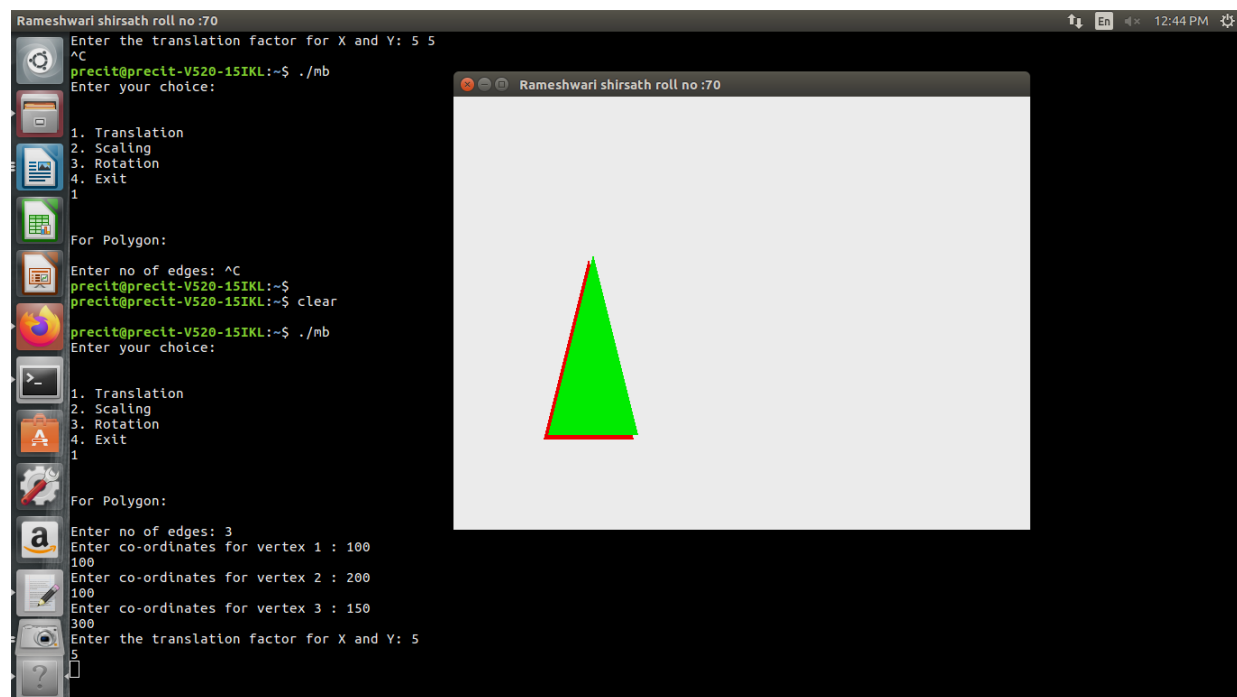 Rameshwari shirsath roll no :70
En 12:44 PM
Enter the translation factor for X and Y: 5 5
^C
precit@precit-V520-15IKL:~$ ./mb
Enter your choice:
1. Translation
2. Scaling
3. Rotation
4. Exit
1
For Polygon:
Enter no of edges: ^C
precit@precit-V520-15IKL:~$
precit@precit-V520-15IKL:~$ clear
precit@precit-V520-15IKL:~$ ./mb
Enter your choice:
1. Translation
2. Scaling
3. Rotation
4. Exit
1
For Polygon:
Enter no of edges: 3
Enter co-ordinates for vertex 1 : 100
100
Enter co-ordinates for vertex 2 : 200
100
Enter co-ordinates for vertex 3 : 150
300
Enter the translation factor for X and Y: 5
5
Rameshwari shirsath roll no :70